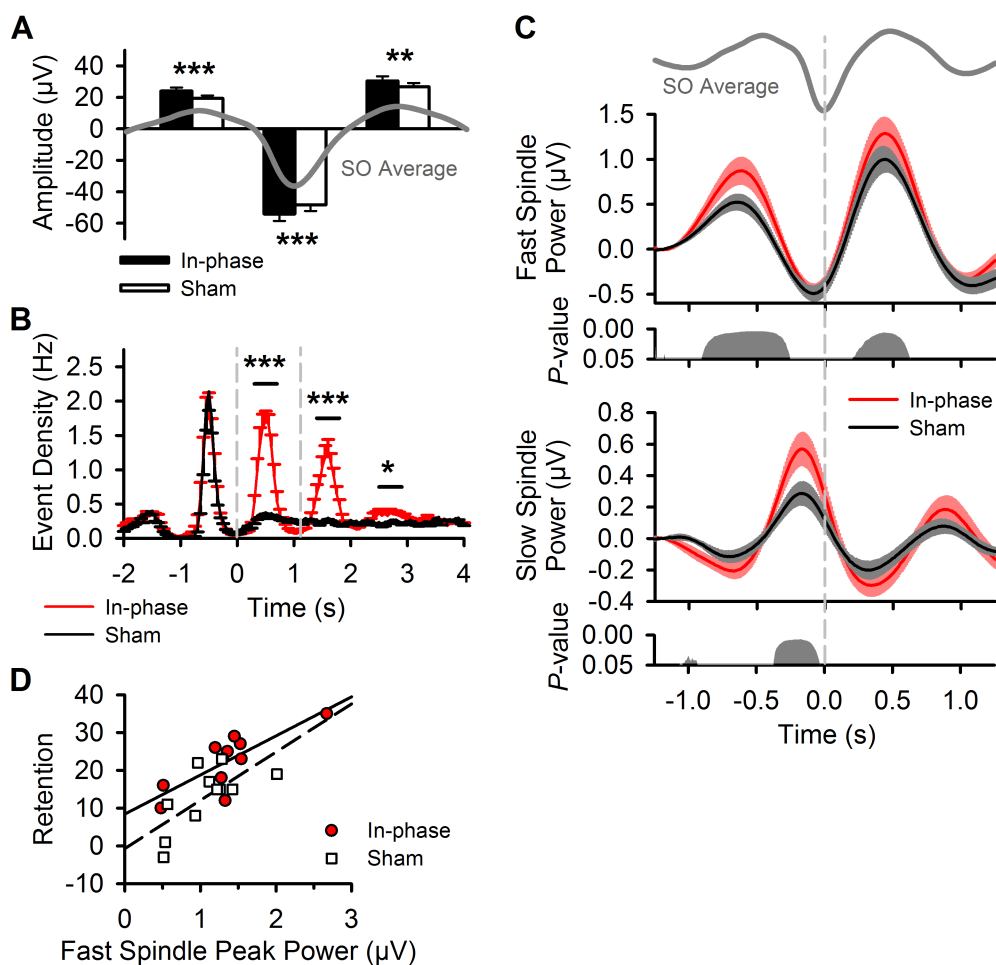 A
Amplitude (µV)
40
20
0
-20
-40
-60
***
***
**
SO Average
In-phase
Sham
B
Event Density (Hz)
2.5
2.0
1.5
1.0
0.5
0.0
***
***
*
-2 -1 0 1 2 3 4
Time (s)
In-phase
Sham
D
Retention
40
30
20
10
0
-10
In-phase
Sham
0 1 2 3
Fast Spindle Peak Power (µV)
C
SO Average
Fast Spindle
Power (µV)
1.5
1.0
0.5
0.0
-0.5
P-value
0.00
0.05
In-phase
Sham
Slow Spindle
Power (µV)
0.8
0.6
0.4
0.2
0.0
-0.2
-0.4
P-value
0.00
0.05
-1.0 -0.5 0.0 0.5 1.0
Time (s)